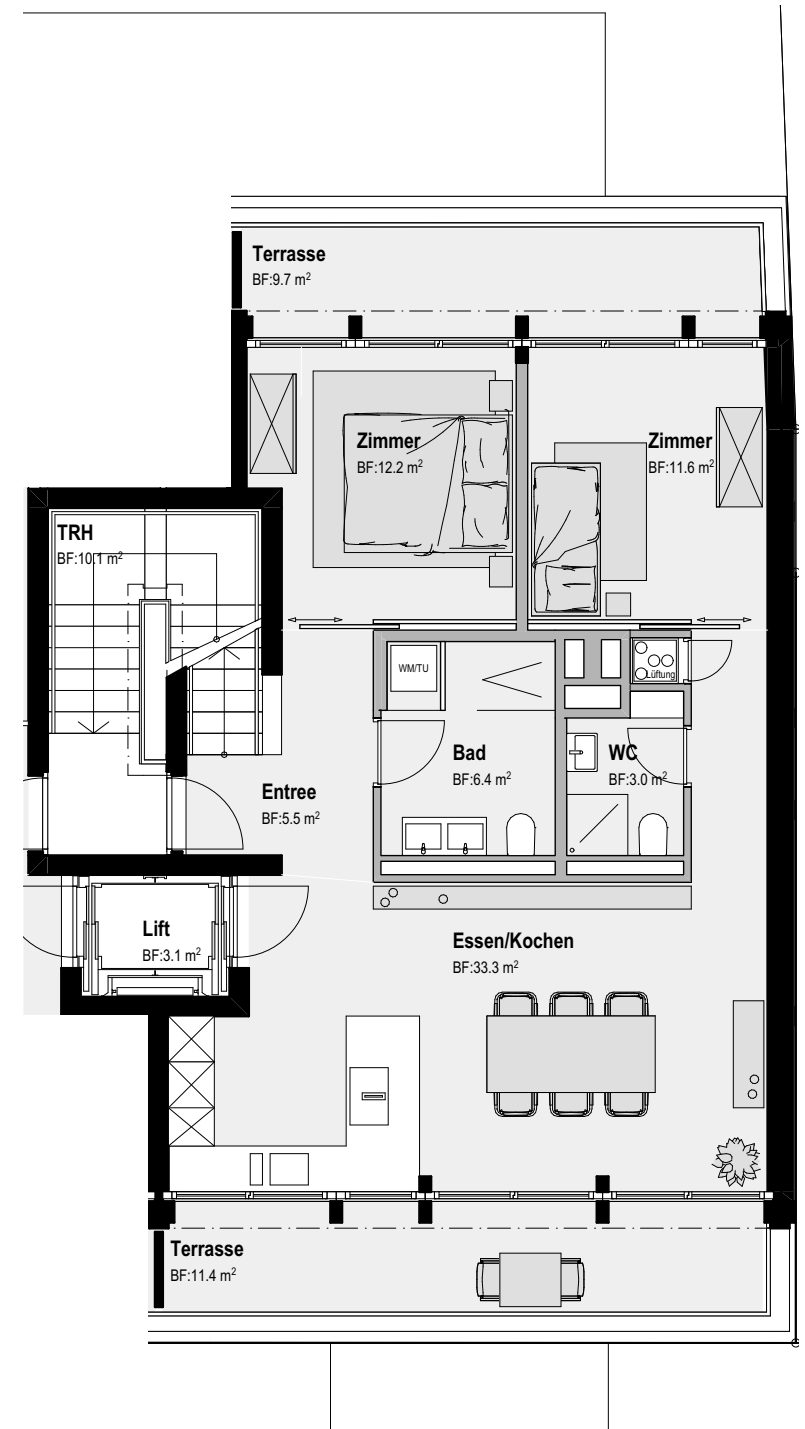 Terrasse
BF:9.7 m²
Zimmer
BF:12.2 m²
Zimmer
BF:11.6 m²
TRH
BF:10.1 m²
WM/TU
Lüftung
Bad
BF:6.4 m²
WC
BF:3.0 m²
Entree
BF:5.5 m²
Lift
BF:3.1 m²
Essen/Kochen
BF:33.3 m²
Terrasse
BF:11.4 m²